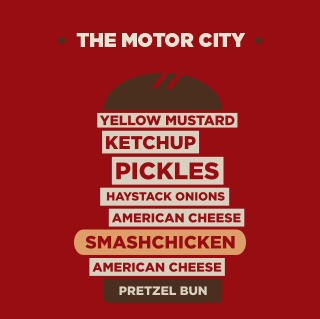 THE MOTOR CITY
YELLOW MUSTARD
KETCHUP
PICKLES
HAYSTACK ONIONS
AMERICAN CHEESE
SMASHCHICKEN
AMERICAN CHEESE
PRETZEL BUN